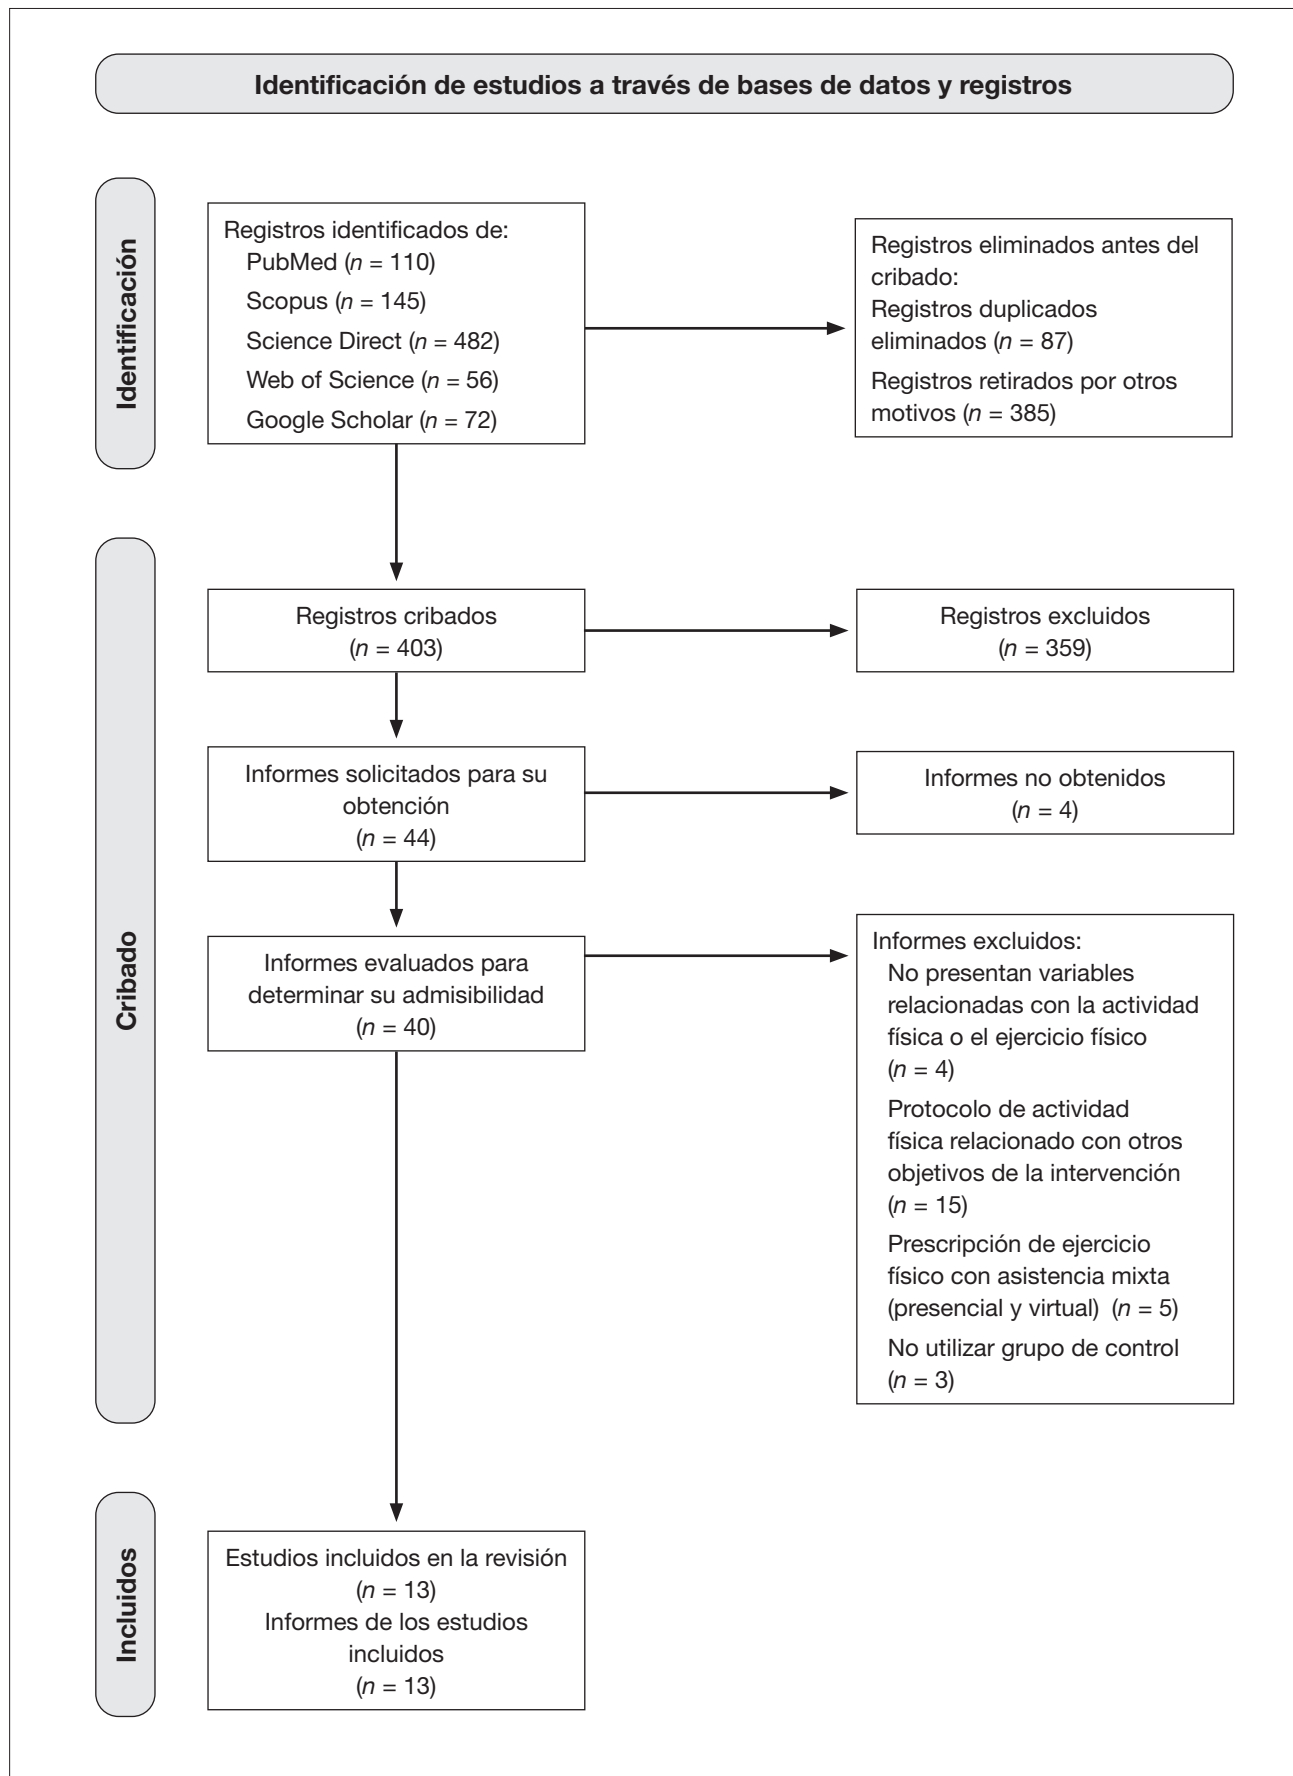 Identificación de estudios a través de bases de datos y registros
Identificación
Registros identificados de:
PubMed (n = 110)
Scopus (n = 145)
Science Direct (n = 482)
Web of Science (n = 56)
Google Scholar (n = 72)
Registros eliminados antes del
cribado:
Registros duplicados
eliminados (n = 87)
Registros retirados por otros
motivos (n = 385)
Cribado
Registros cribados
(n = 403)
Registros excluidos
(n = 359)
Informes solicitados para su
obtención
(n = 44)
Informes no obtenidos
(n = 4)
Informes evaluados para
determinar su admisibilidad
(n = 40)
Informes excluidos:
No presentan variables
relacionadas con la actividad
física o el ejercicio físico
(n = 4)
Protocolo de actividad
física relacionado con otros
objetivos de la intervención
(n = 15)
Prescripción de ejercicio
físico con asistencia mixta
(presencial y virtual) (n = 5)
No utilizar grupo de control
(n = 3)
Incluidos
Estudios incluidos en la revisión
(n = 13)
Informes de los estudios
incluidos
(n = 13)